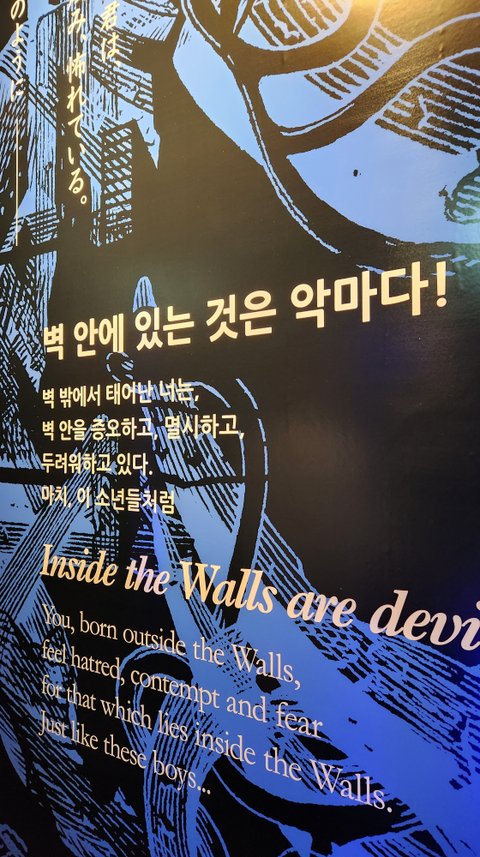 君は、
み、怖れている。
のように
벽 안에 있는 것은 악마다!
벽 밖에서 태어난 너는,
벽 안을 증오하고, 멸시하고,
두려워하고 있다.
마치, 이 소년들처럼
Inside the Walls are devi
You, born outside the Walls,
feel hatred, contempt and fear
for that which lies inside the Walls.
Just like these boys...